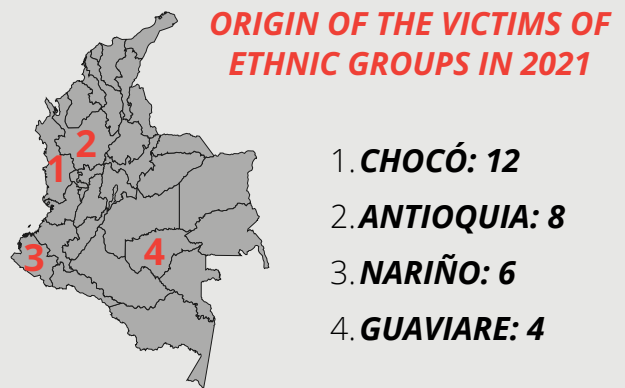 ORIGIN OF THE VICTIMS OF
ETHNIC GROUPS IN 2021
1
2
3
4
1. CHOCÓ: 12
2. ANTIOQUIA: 8
3. NARIÑO: 6
4. GUAVIARE: 4